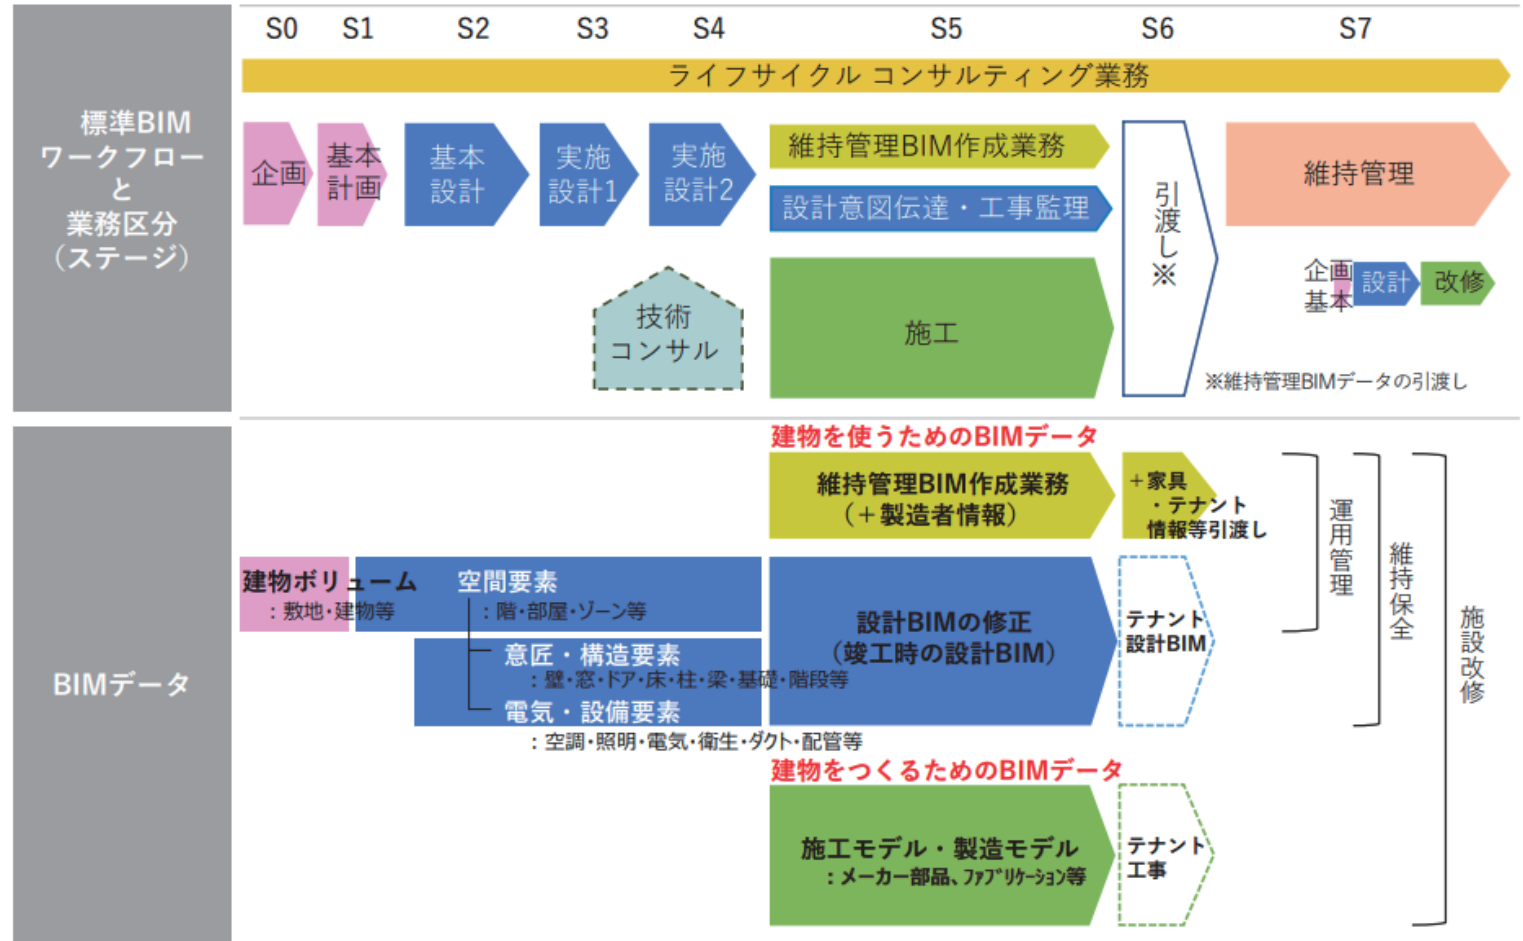 S0 S1 S2 S3 S4 S5 S6 S7
標準BIM
ワークフロー
と
業務区分
（ステージ）
ライフサイクル コンサルティング業務
企画
基本
計画
基本
設計
実施
設計1
実施
設計2
維持管理BIM作成業務
設計意図伝達・工事監理
引渡し※
維持管理
技術
コンサル
施工
企画
基本
設計
改修
※維持管理BIMデータの引渡し
BIMデータ
建物を使うためのBIMデータ
維持管理BIM作成業務
（＋製造者情報）
＋家具
・テナント
情報等引渡し
建物ボリューム
：敷地・建物等
空間要素
：階・部屋・ゾーン等
意匠・構造要素
：壁・窓・ドア・床・柱・梁・基礎・階段等
電気・設備要素
：空調・照明・電気・衛生・ダクト・配管等
設計BIMの修正
（竣工時の設計BIM）
テナント
設計BIM
建物をつくるためのBIMデータ
施工モデル・製造モデル
：メーカー部品、ファブリケーション等
テナント
工事
運用管理
維持保全
施設改修